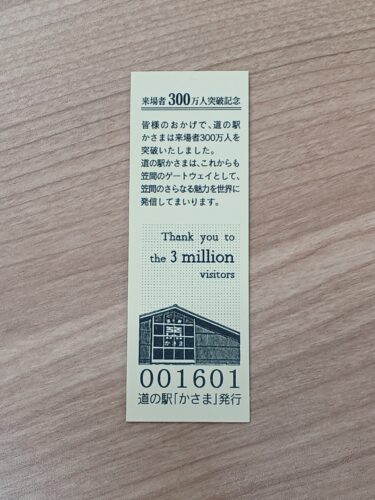 来場者300万人突破記念
皆様のおかげで、道の駅
かさまは来場者300万人を
突破いたしました。
道の駅かさまは、これからも
笠間のゲートウェイとして、
笠間のさらなる魅力を世界に
発信してまいります。
Thank you to
the 3 million
visitors
001601
道の駅「かさま」発行